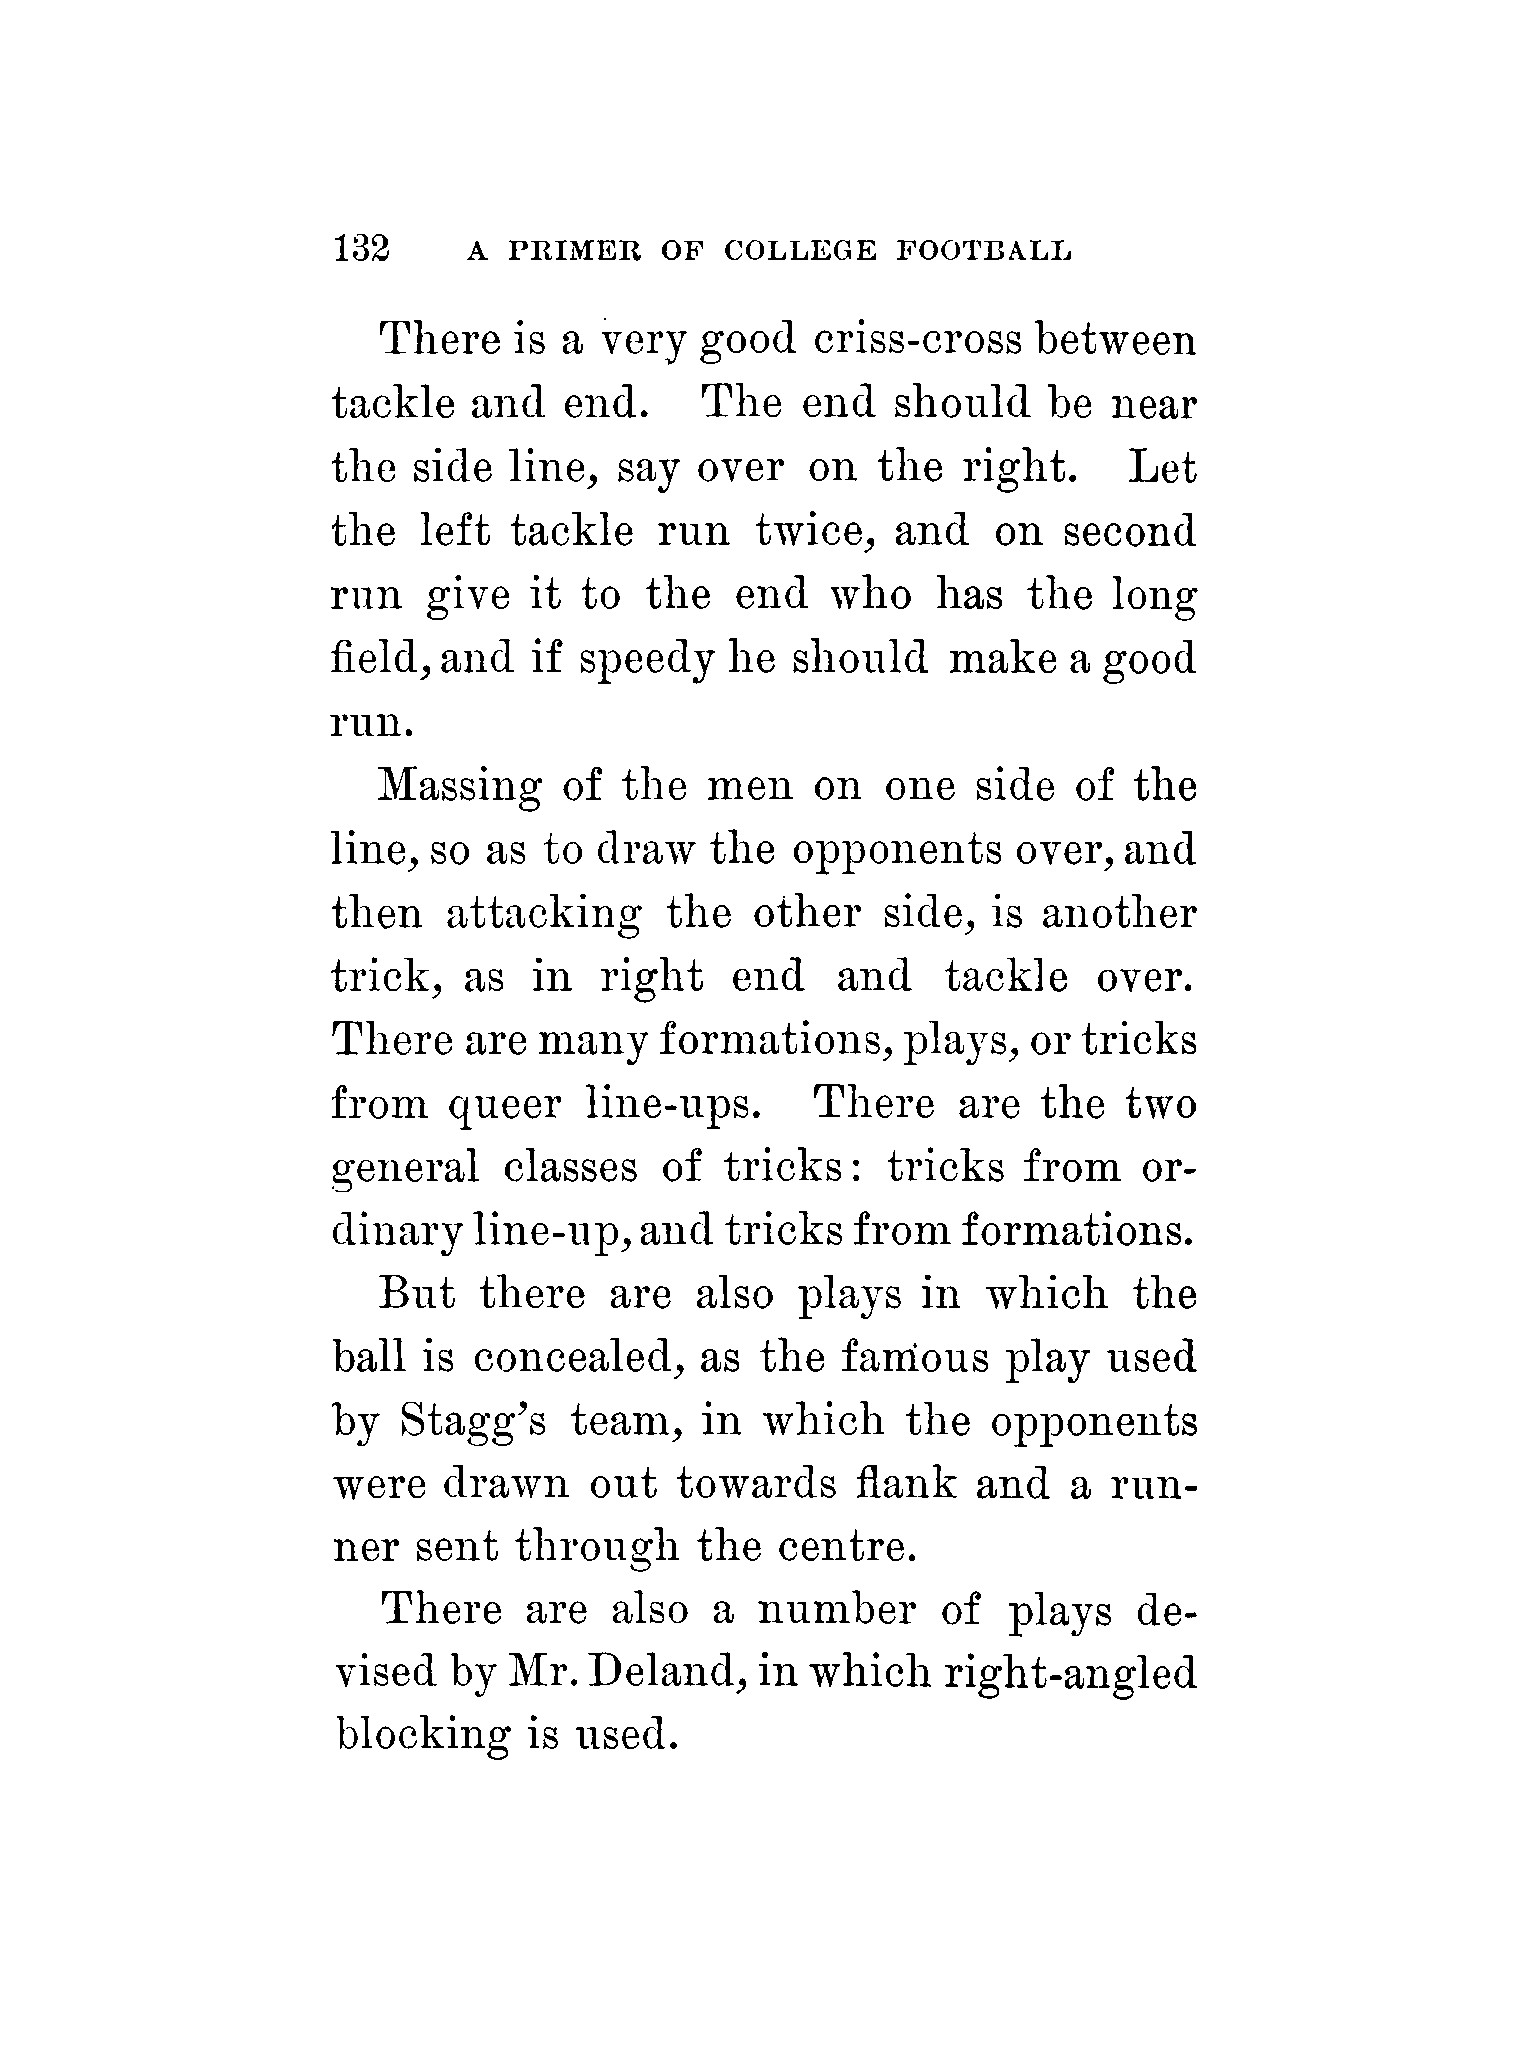 132 A PRIMER OF COLLEGE FOOTBALL
There is a very good criss-cross between
tackle and end. The end should be near
the side line, say over on the right. Let
the left tackle run twice, and on second
run give it to the end who has the long
field, and if speedy he should make a good
run.
Massing of the men on one side of the
line, so as to draw the opponents over, and
then attacking the other side, is another
trick, as in right end and tackle over.
There are many formations, plays, or tricks
from queer line-ups. There are the two
general classes of tricks: tricks from or-
dinary line-up, and tricks from formations.
But there are also plays in which the
ball is concealed, as the famous play used
by Stagg's team, in which the opponents
were drawn out towards flank and a run-
ner sent through the centre.
There are also a number of plays de-
vised by Mr. Deland, in which right-angled
blocking is used.